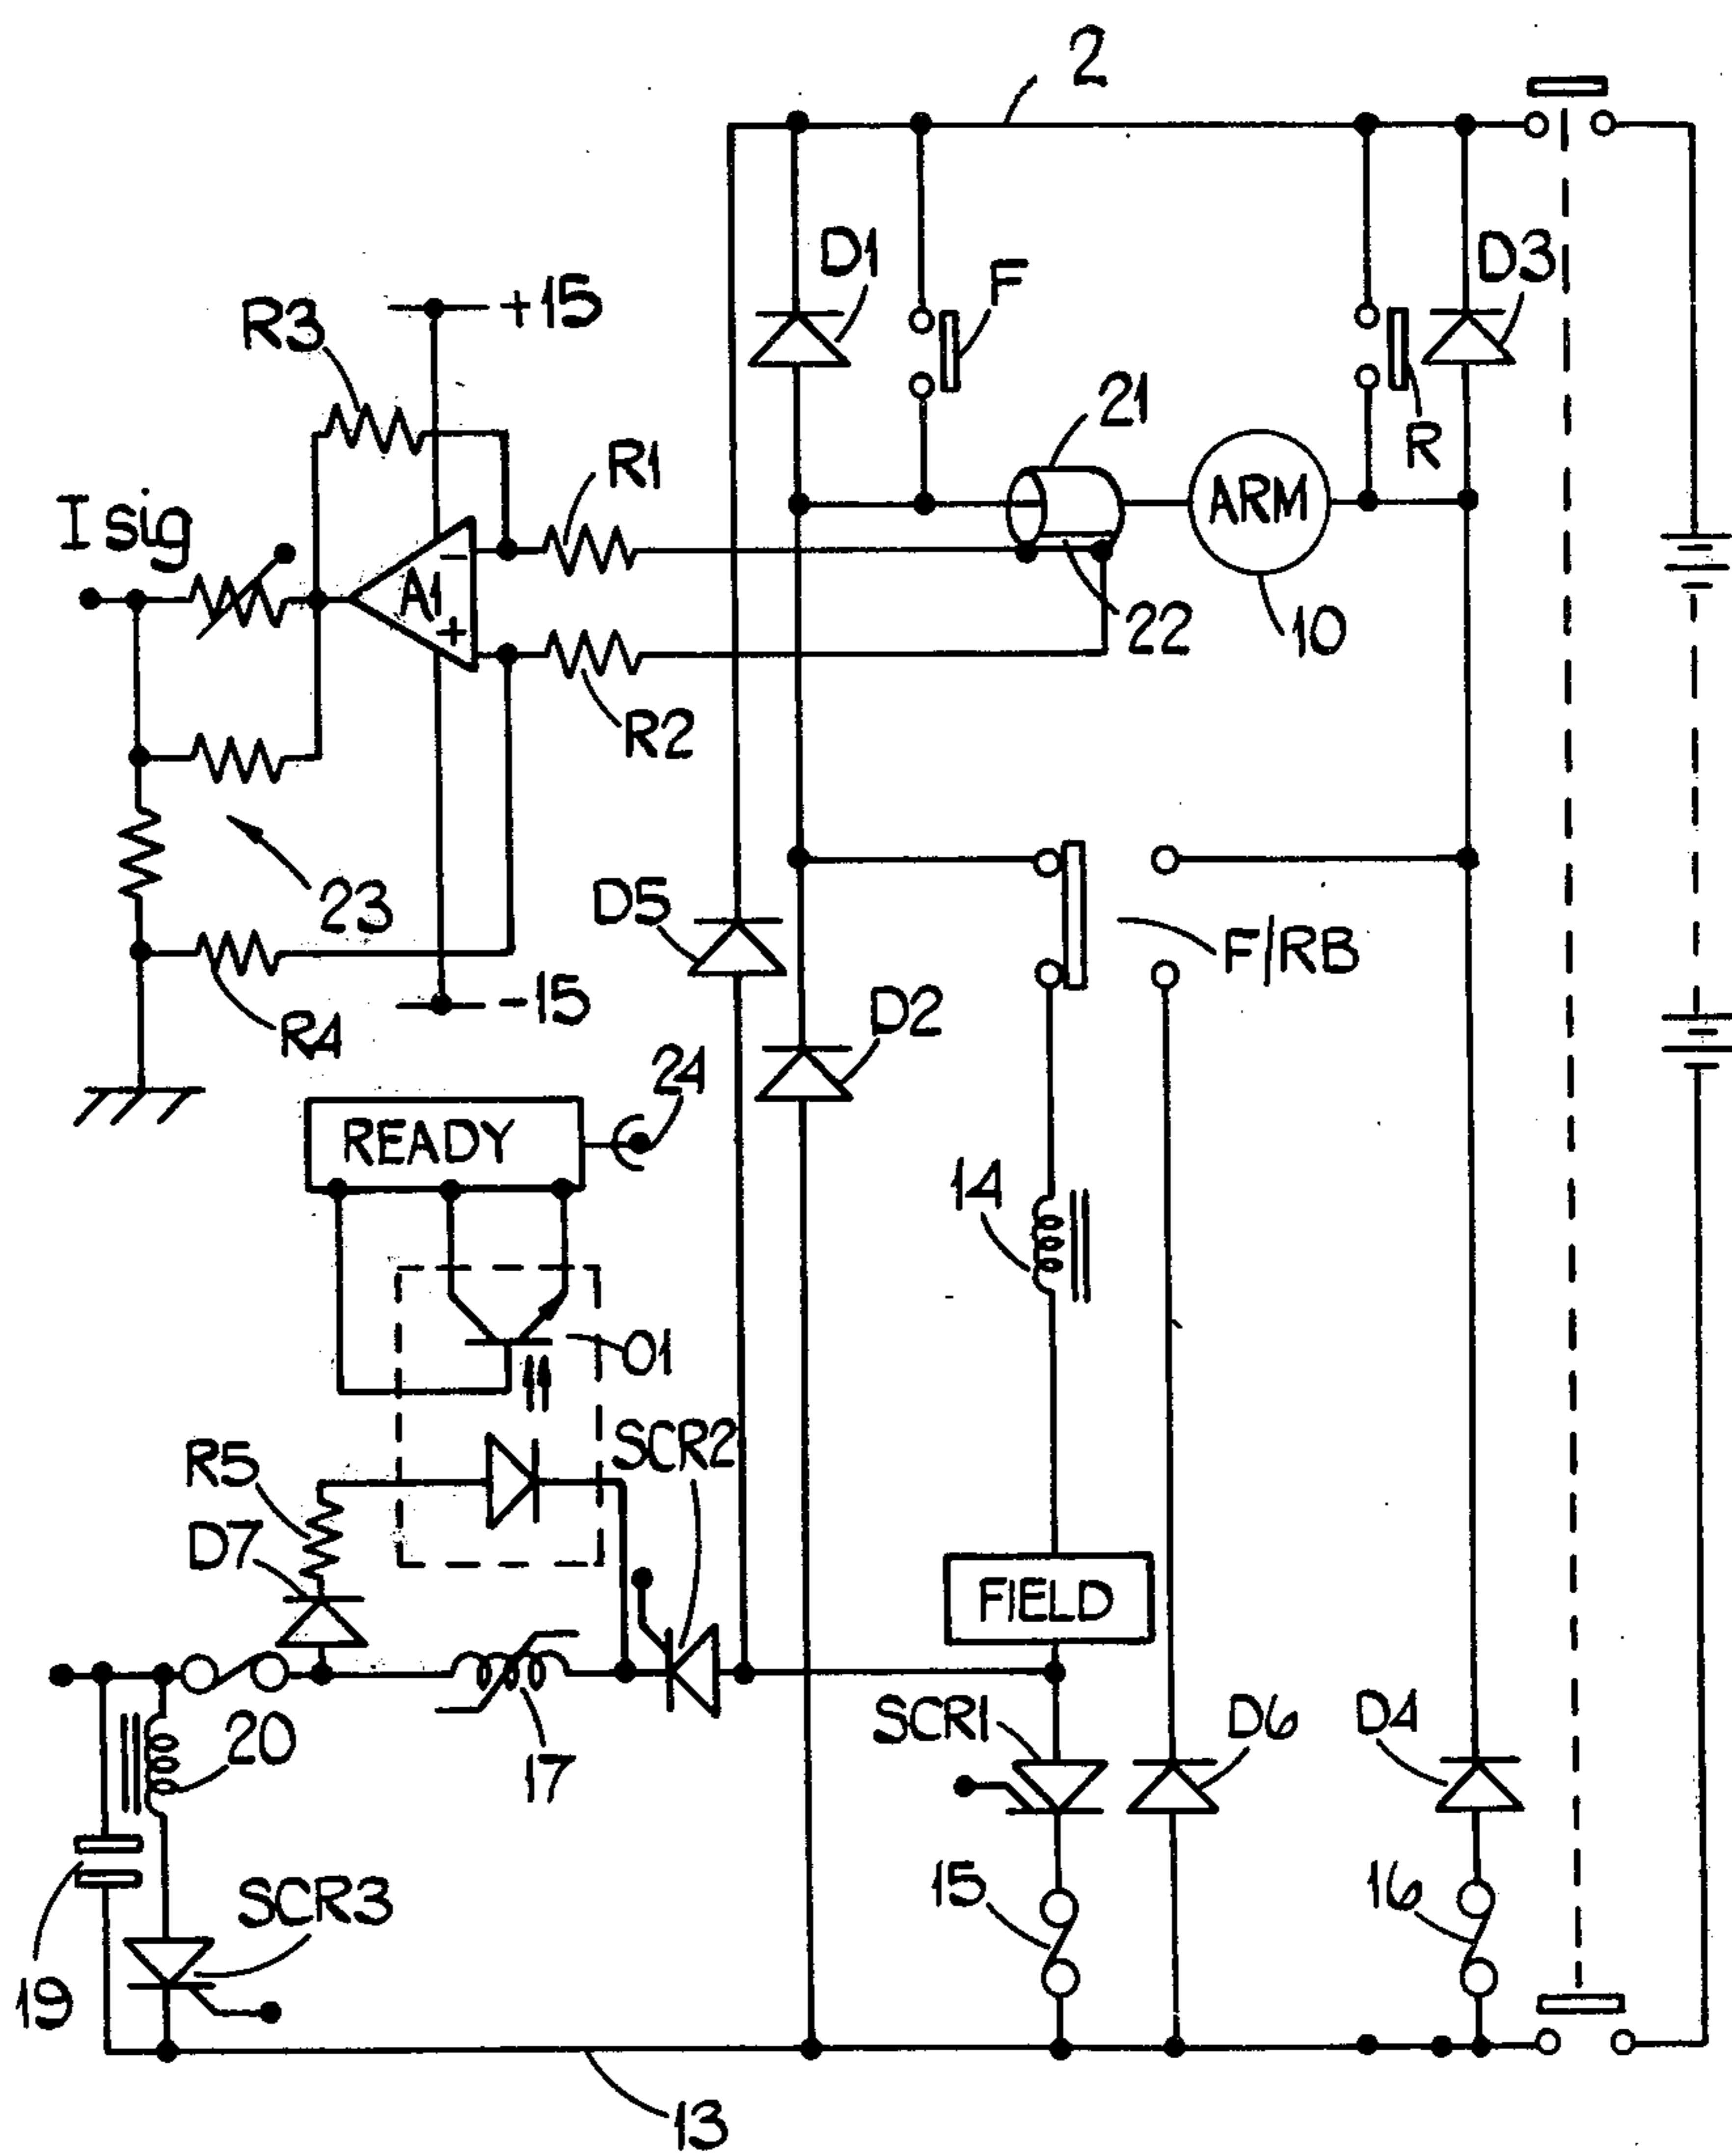 2
D1
F
D3
+15
R3
21
R
R1
ARM
I sig
-
A1
+
22
10
R2
23
D5
F/RB
-15
D2
R4
24
READY
14
01
SCR2
R5
D7
FIELD
SCR1
D6
D4
20
17
15
16
SCR3
19
13